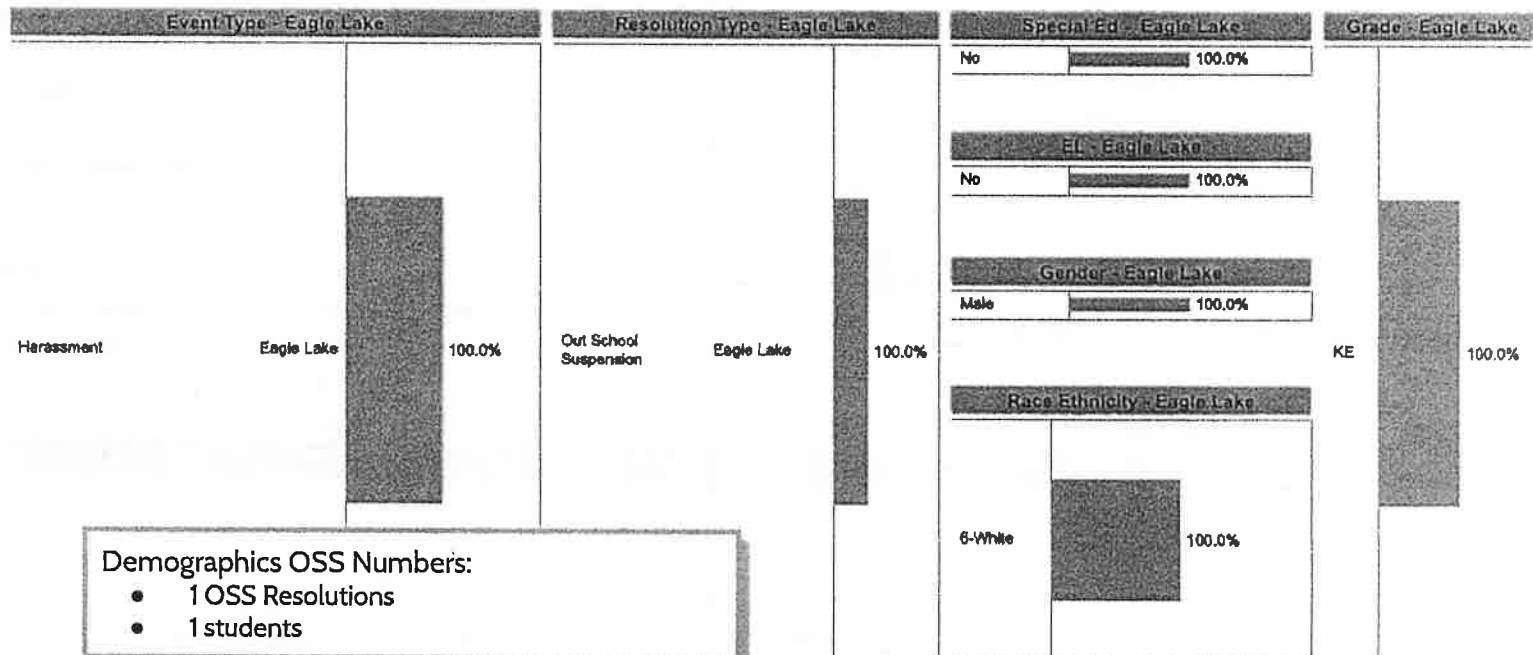 Event Type - Eagle Lake
Harassment Eagle Lake 100.0%
Resolution Type - Eagle Lake
Out School
Suspension
Eagle Lake 100.0%
Special Ed - Eagle Lake
No 100.0%
EL - Eagle Lake
No 100.0%
Gender - Eagle Lake
Male 100.0%
Race Ethnicity - Eagle Lake
6-White 100.0%
Grade - Eagle Lake
KE 100.0%
Demographics OSS Numbers:
● 1 OSS Resolutions
● 1 students